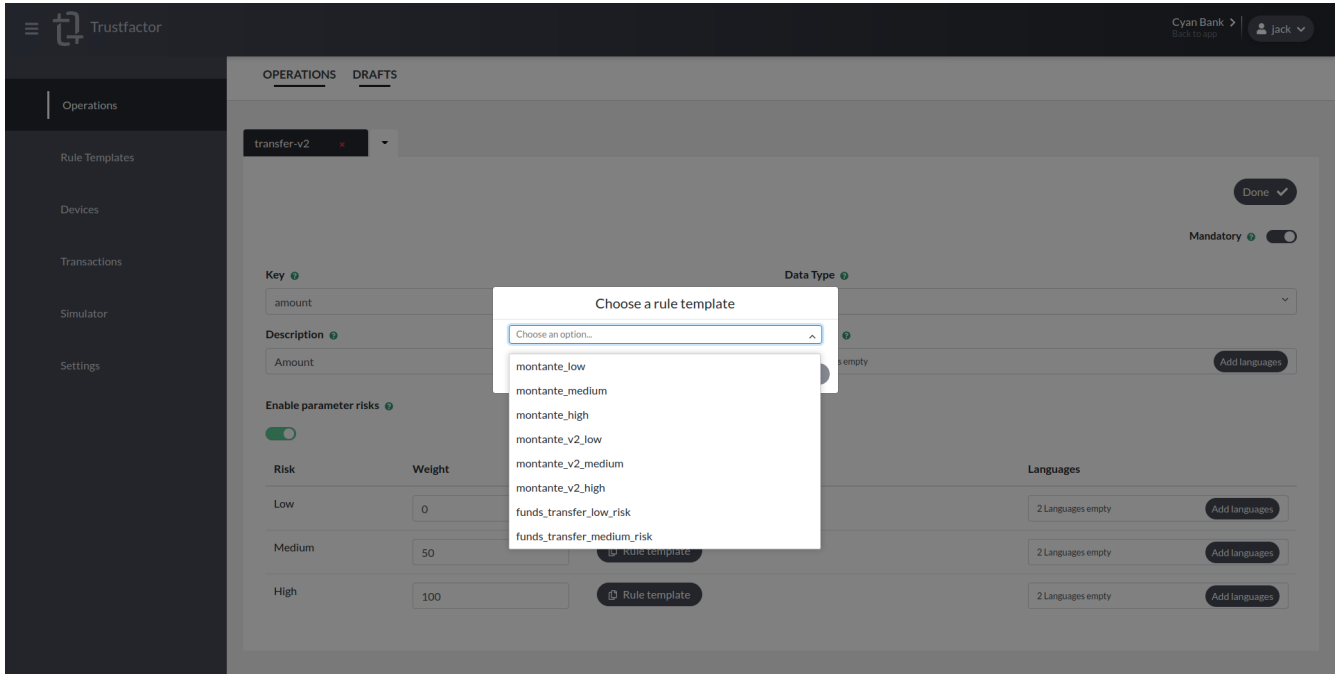 Trustfactor
Cyan Bank
Back to app
jack
Operations
Rule Templates
Devices
Transactions
Simulator
Settings
OPERATIONS DRAFTS
transfer-v2 ×
Done
Mandatory
Key
amount
Data Type
Description
Amount
s empty
Add languages
Choose a rule template
Choose an option...
montante_low
montante_medium
montante_high
montante_v2_low
montante_v2_medium
montante_v2_high
funds_transfer_low_risk
funds_transfer_medium_risk
Enable parameter risks
Risk Weight Languages
Low 0 2 Languages empty Add languages
Medium 50 Rule template 2 Languages empty Add languages
High 100 Rule template 2 Languages empty Add languages